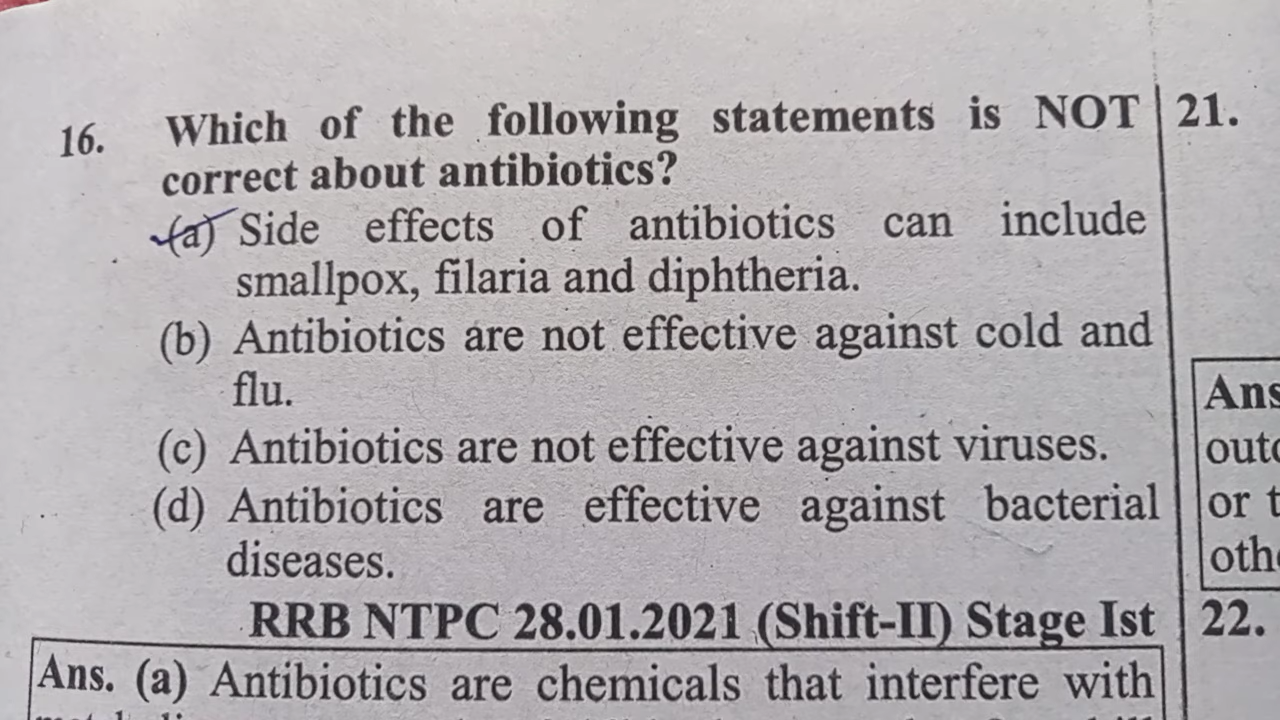 16. Which of the following statements is NOT
correct about antibiotics?
(a) Side effects of antibiotics can include
smallpox, filaria and diphtheria.
(b) Antibiotics are not effective against cold and
flu.
(c) Antibiotics are not effective against viruses.
(d) Antibiotics are effective against bacterial
diseases.
RRB NTPC 28.01.2021 (Shift-II) Stage Ist
Ans. (a) Antibiotics are chemicals that interfere with
21.
Ans
or t
22.